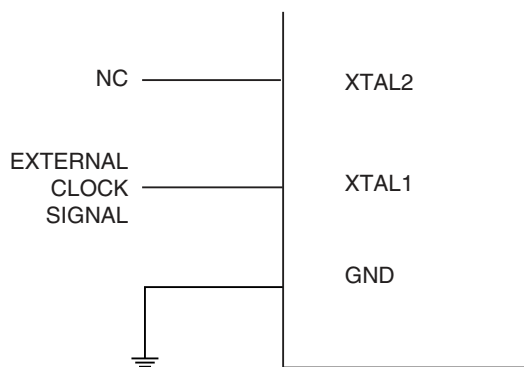 NC
XTAL2
EXTERNAL
CLOCK
SIGNAL
XTAL1
GND